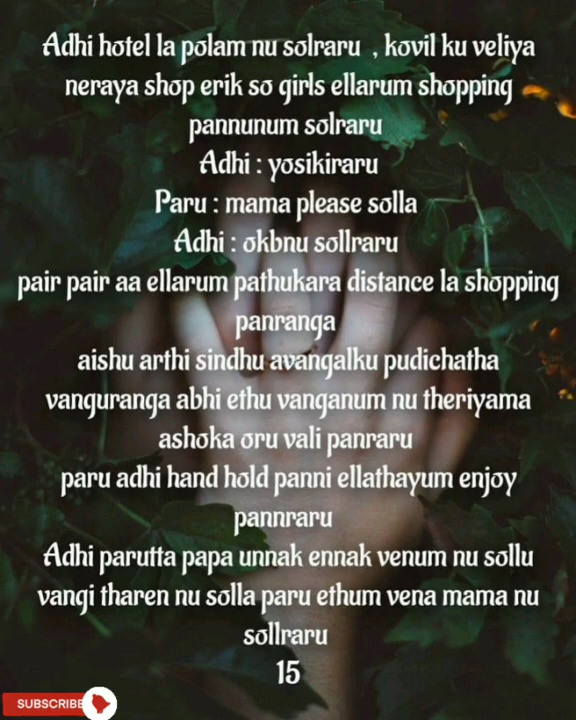 Adhi hotel la polam nu solraru , kovil ku veliya
neraya shop erik so girls ellarum shopping
pannunum solraru
Adhi : yosikiraru
Paru : mama please solla
Adhi : okbnu sollraru
pair pair aa ellarum pathukara distance la shopping
panranga
aishu arthi sindhu avangalku pudichatha
vanguranga abhi ethu vanganum nu theriyama
ashoka oru vali panraru
paru adhi hand hold panni ellathayum enjoy
pannraru
Adhi parutta papa unnak ennak venum nu sollu
vangi tharen nu solla paru ethum vena mama nu
sollraru
15
SUBSCRIBE